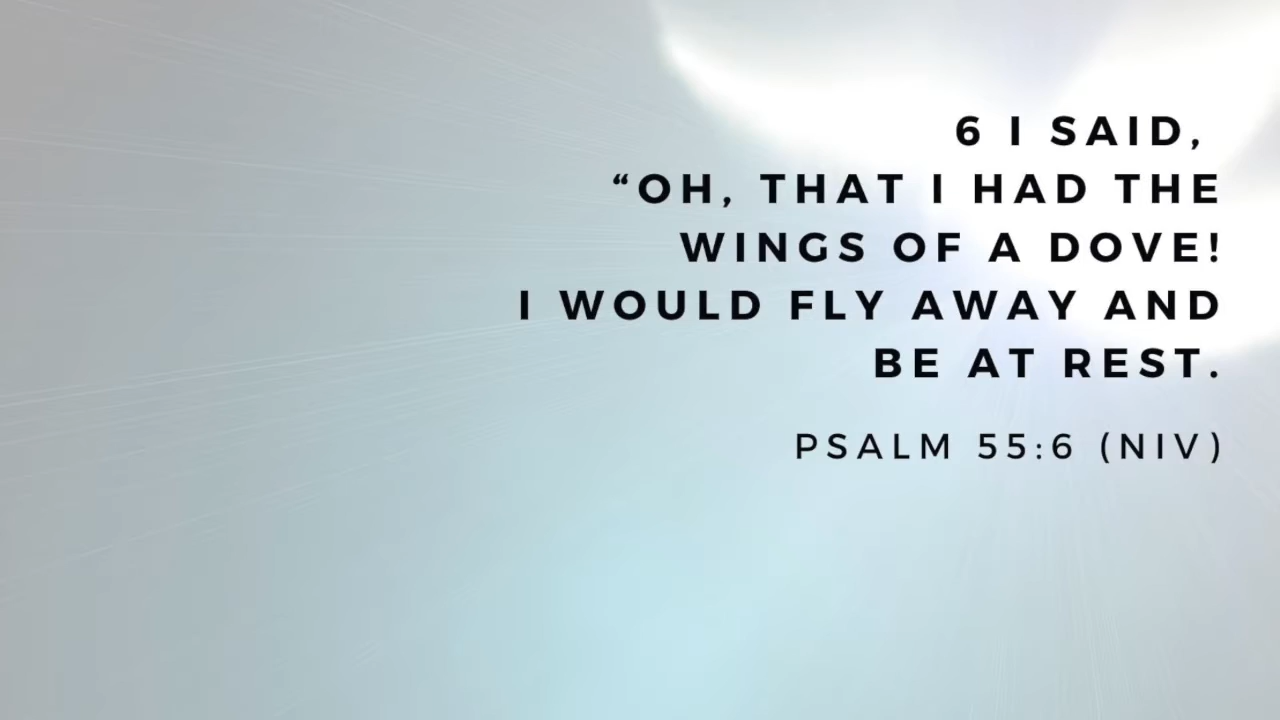 6 I SAID,
“OH, THAT I HAD THE
WINGS OF A DOVE!
I WOULD FLY AWAY AND
BE AT REST.
PSALM 55:6 (NIV)